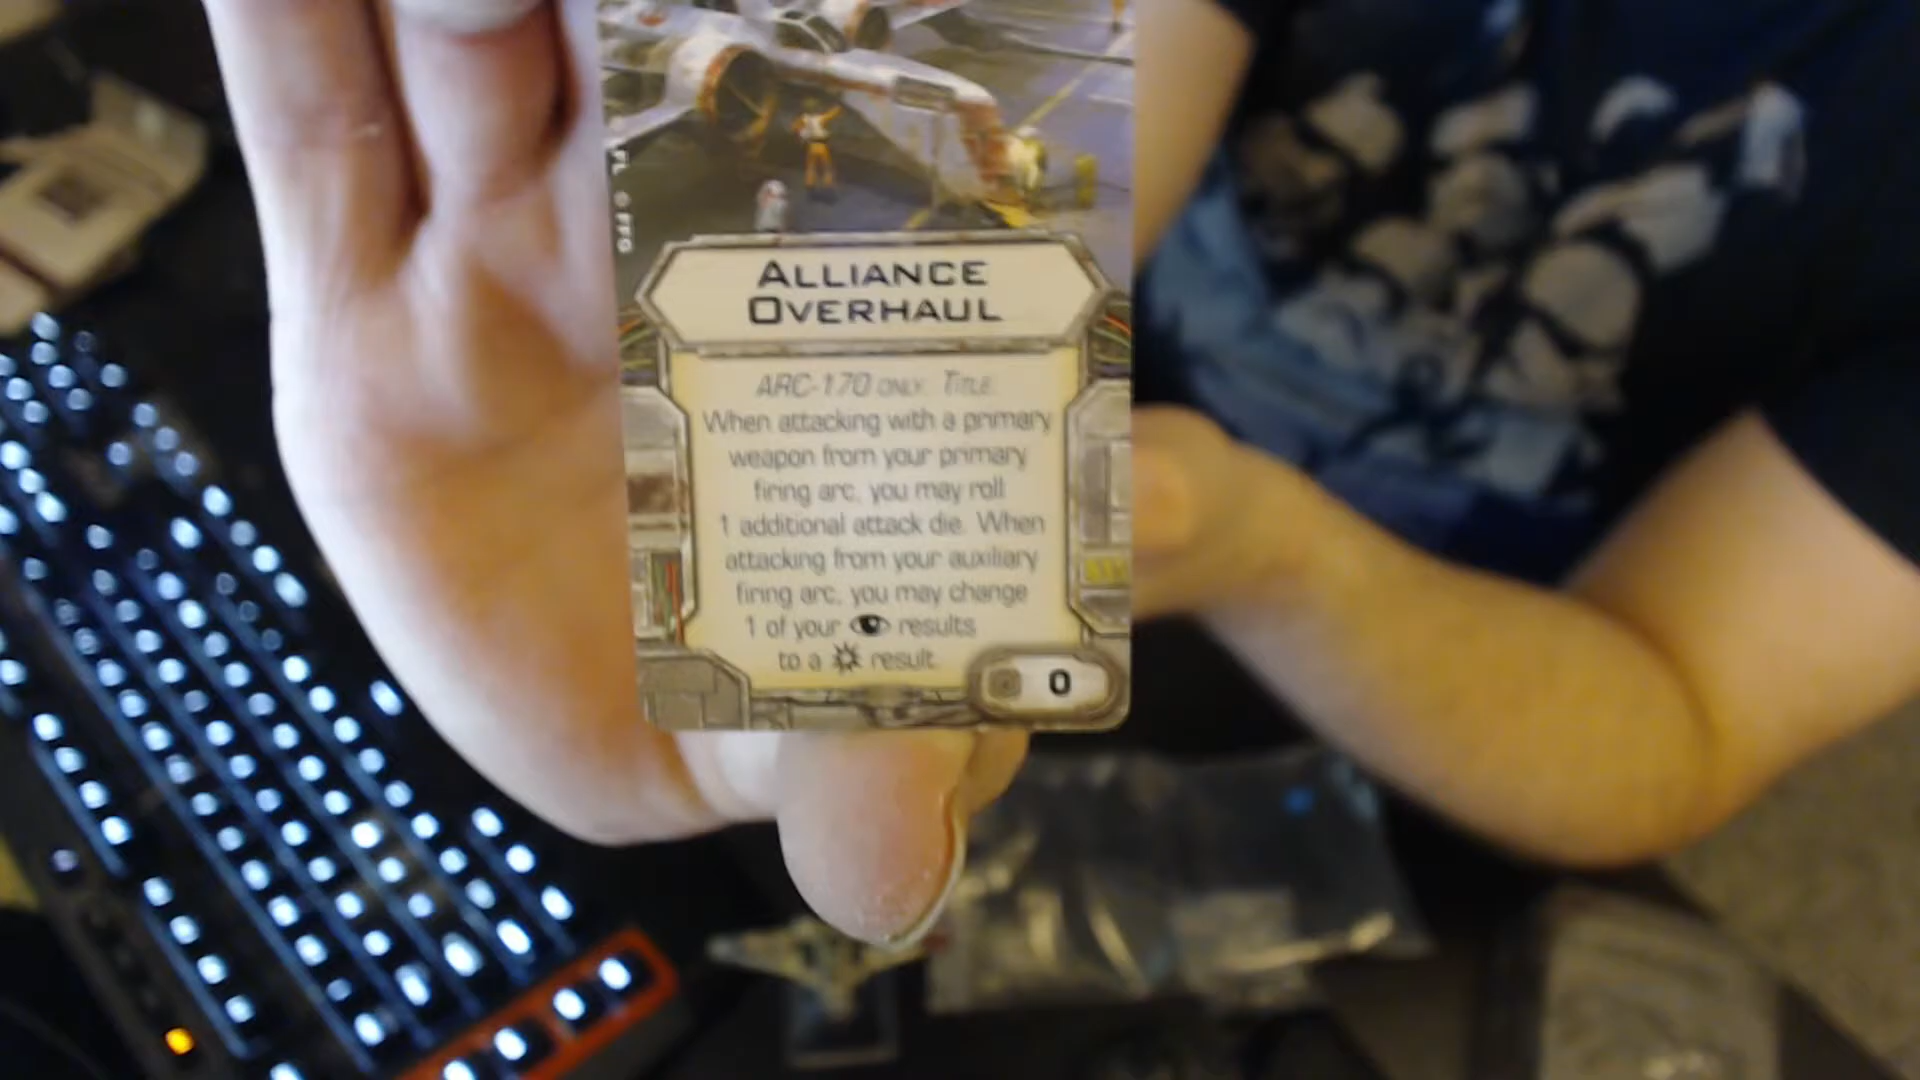 FL © FFG
ALLIANCE
OVERHAUL
ARC-170 ONLY. TITLE.
When attacking with a primary
weapon from your primary
firing arc, you may roll
1 additional attack die. When
attacking from your auxiliary
firing arc, you may change
1 of your results
to a result.
0